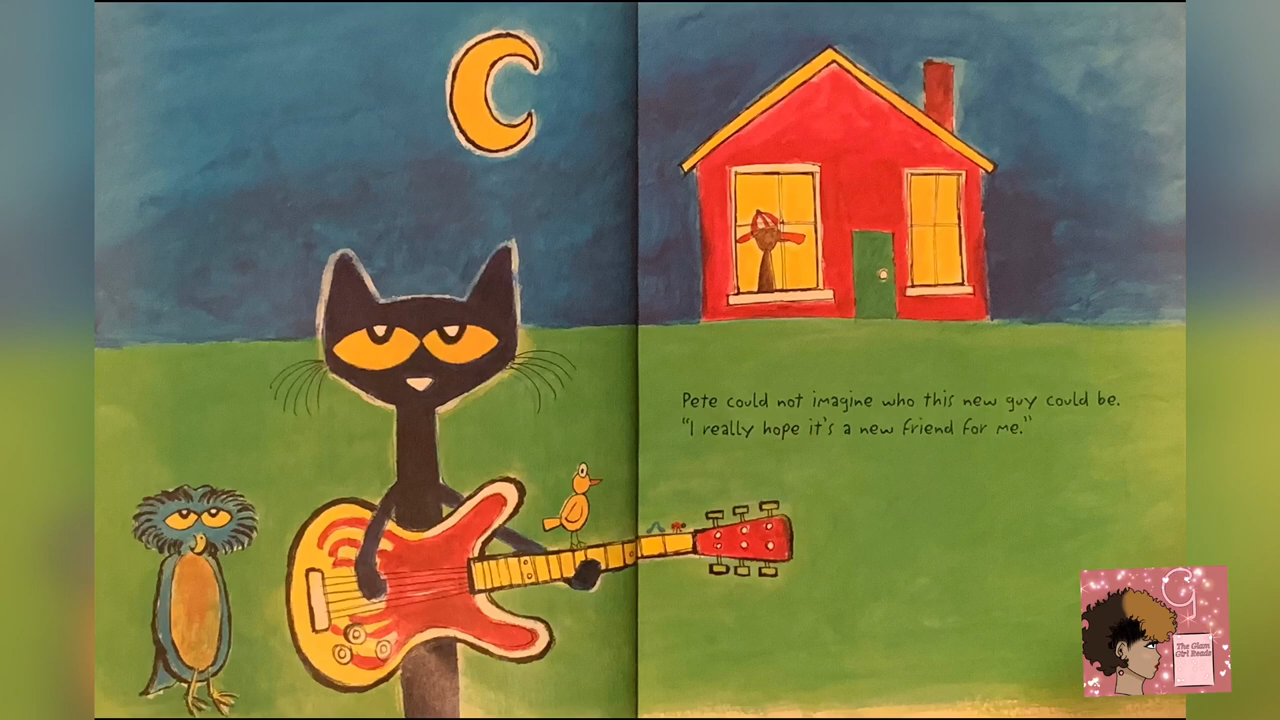 Pete could not imagine who this new guy could be.
"I really hope it's a new friend for me."
G
The Glam
Girl Reads